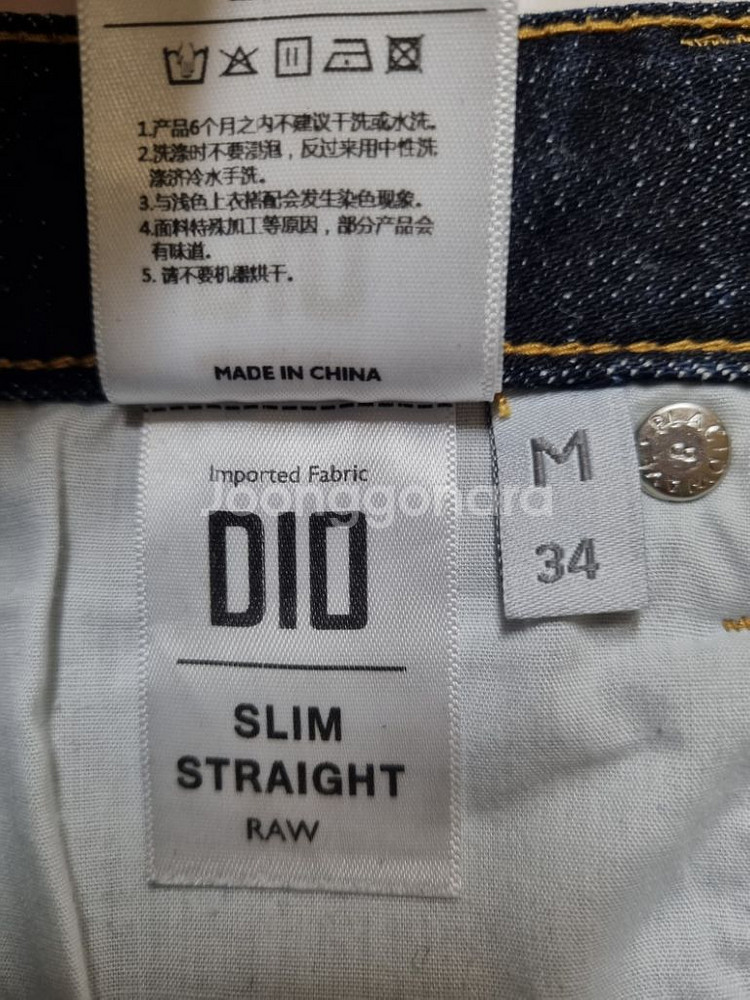 1.产品6个月之内不建议干洗或水洗。
2.洗涤时不要浸泡，反过来用中性洗
涤济冷水手洗。
3.与浅色上衣搭配会发生染色现象。
4.面料特殊加工等原因，部分产品会
有味道。
5. 请不要机器烘干。
MADE IN CHINA
Imported Fabric
DIO
SLIM
STRAIGHT
RAW
M
34
Joonggonara